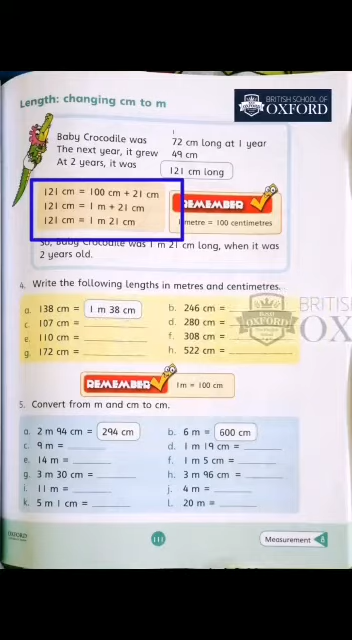 Length: changing cm to m
BRITISH SCHOOL OF
OXFORD
1
Baby Crocodile was 72 cm long at 1 year
The next year, it grew 49 cm
At 2 years, it was 121 cm long
121 cm = 100 cm + 21 cm
121 cm = 1 m + 21 cm
121 cm = 1 m 21 cm
REMEMBER
1 metre = 100 centimetres
So, Baby Crocodile was 1 m 21 cm long, when it was
2 years old.
4. Write the following lengths in metres and centimetres.
a. 138 cm = 1 m 38 cm b. 246 cm =
c. 107 cm = d. 280 cm =
e. 110 cm = f. 308 cm =
g. 172 cm = h. 522 cm =
BRITIS
OX
REMEMBER 1m = 100 cm
5. Convert from m and cm to cm.
a. 2 m 94 cm = 294 cm b. 6 m = 600 cm
c. 9 m = d. 1 m 19 cm =
e. 14 m = f. 1 m 5 cm =
g. 3 m 30 cm = h. 3 m 96 cm =
i. 11 m = j. 4 m =
k. 5 m 1 cm = l. 20 m =
OXFORD
111
Measurement 8